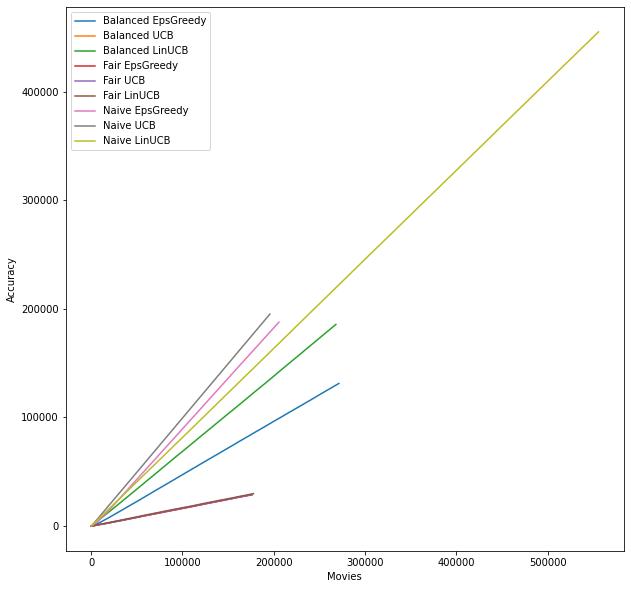 Balanced EpsGreedy
Balanced UCB
Balanced LinUCB
Fair EpsGreedy
Fair UCB
Fair LinUCB
Naive EpsGreedy
Naive UCB
Naive LinUCB
400000
300000
200000
100000
0
Accuracy
0 100000 200000 300000 400000 500000
Movies